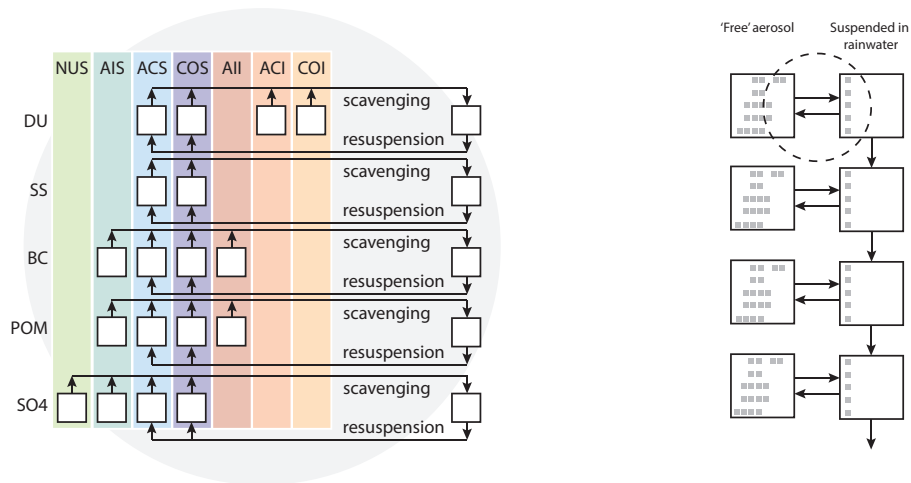 'Free' aerosol
Suspended in
rainwater
NUS AIS ACS COS AII ACI COI
DU
scavenging
resuspension
SS
scavenging
resuspension
BC
scavenging
resuspension
POM
scavenging
resuspension
SO4
scavenging
resuspension